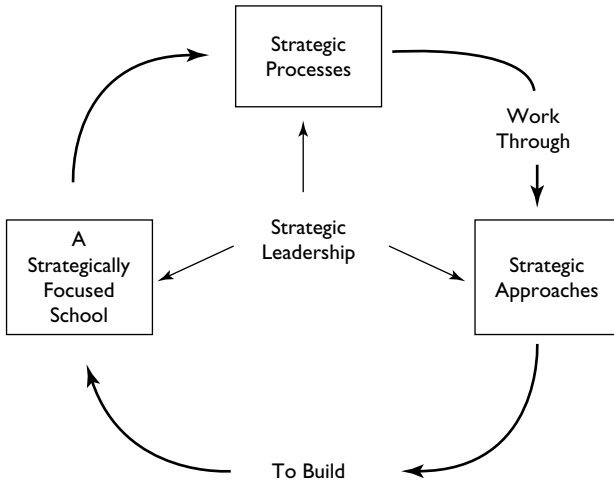 Strategic
Processes
Work
Through
Strategic
Leadership
A
Strategically
Focused
School
Strategic
Approaches
To Build